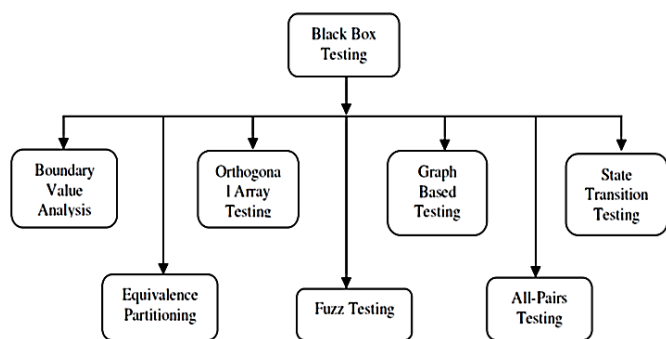 Black Box
Testing
Boundary
Value
Analysis
Orthogona
l Array
Testing
Graph
Based
Testing
State
Transition
Testing
Equivalence
Partitioning
Fuzz Testing
All-Pairs
Testing